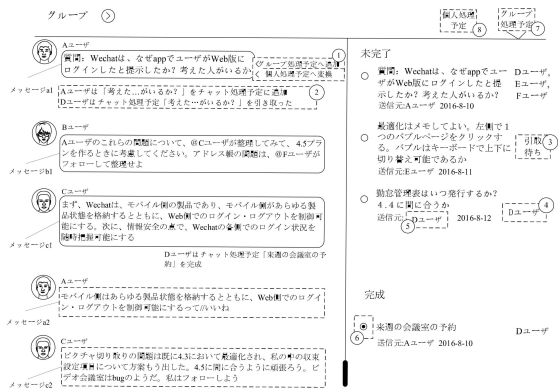 グループ
個人処理
予定
8
グループ
処理予定
7
Aユーザ
質問:Wechatは、なぜappでユーザがWeb版に
ログインしたと提示したか?考えた人がいるか
1
グループ処理予定へ追加
個人処理予定へ変換
メッセージa1
Aユーザは「考えた…がいるか?」をチャット処理予定に追加
Dユーザはチャット処理予定「考えた…がいるか?」を引き取った
2
Bユーザ
Aユーザのこれらの問題について、@Cユーザが整理してみて、4.5プラ
ンを作るときに考慮してください。アドレス帳の問題は、@Fユーザが
フォローして整理せよ
メッセージb1
Cユーザ
まず、Wechatは、モバイル側の製品であり、モバイル側があらゆる製
品状態を格納するとともに、Web側でのログイン・ログアウトを制御可
能にする。次に、情報安全の点で、Wechatの各側でのログイン状況を
随時把握可能にする
メッセージc1
Dユーザはチャット処理予定「来週の会議室の予
約」を完成
Aユーザ
モバイル側はあらゆる製品状態を格納するとともに、Web側でのログイ
ン・ログアウトを制御可能にするって//いいね
メッセージa2
Cユーザ
ピクチャ切り取りの問題は既に4.3において最適化され、私の中の収束
設定項目について方案もう出した。4.5に間に合うように頑張ろう。ビ
デオ会議室はbugのようだ。私はフォローしよう
メッセージc2
未完了
質問:Wechatは、なぜappでユー
ザがWeb版にログインしたと提
示したか?考えた人がいるか?
送信元:Aユーザ 2016-8-10
Dユーザ,
Eユーザ,
Fユーザ
最適化はメモしてよい。左側で1
つのバブルページをクリックす
る。バブルはキーボードで上下に
切り替え可能であるか
送信元:Eユーザ 2016-8-11
引取
待ち
3
勤怠管理表はいつ発行するか?
4.4に間に合うか
送信元:Dユーザ 2016-8-12
5
Dユーザ
4
完成
来週の会議室の予約
送信元:Aユーザ 2016-8-10
Dユーザ
6